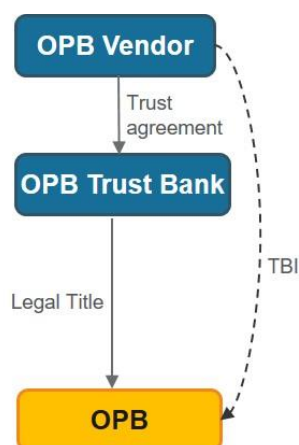 OPB Vendor
Trust
agreement
OPB Trust Bank
Legal Title
TBI
OPB